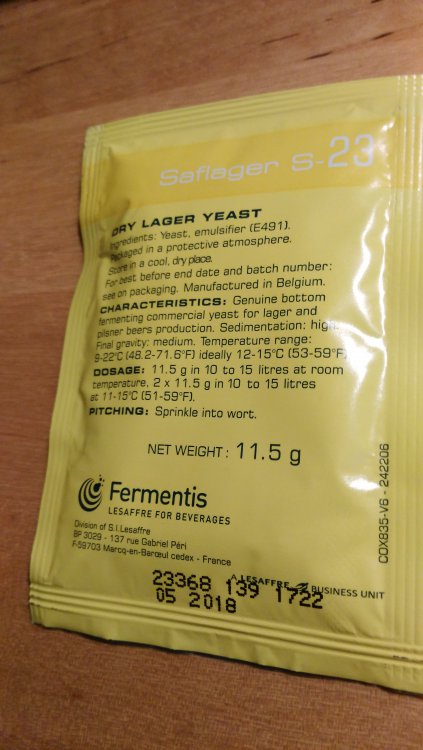 Saflager S-23
DRY LAGER YEAST
Ingredients: Yeast, emulsifier (E491).
Packaged in a protective atmosphere.
Store in a cool, dry place.
For best before end date and batch number:
see on packaging. Manufactured in Belgium.
CHARACTERISTICS: Genuine bottom
fermenting commercial yeast for lager and
pilsner beers production. Sedimentation: high.
Final gravity: medium. Temperature range:
9-22°C (48.2-71.6°F) ideally 12-15°C (53-59°F)
DOSAGE: 11.5 g in 10 to 15 litres at room
temperature, 2 x 11.5 g in 10 to 15 litres
at 11-15°C (51-59°F).
PITCHING: Sprinkle into wort.
NET WEIGHT: 11.5 g
COX835-V6 - 242206
Fermentis
LESAFFRE FOR BEVERAGES
Division of S.I.Lesaffre
BP 3029 - 137 rue Gabriel Péri
F-59703 Marcq-en-Barœul cedex - France
A LESAFFRE BUSINESS UNIT
23368 139 1722
05 2018